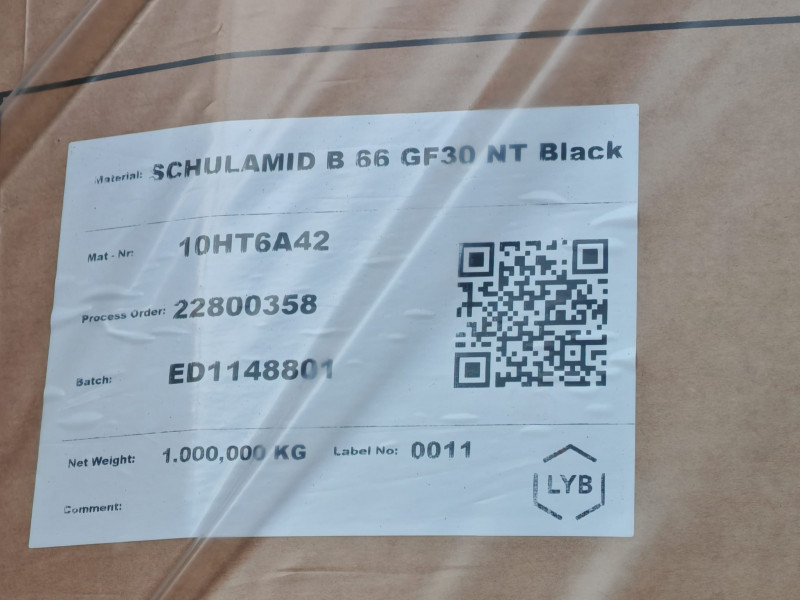 Material: SCHULAMID B 66 GF30 NT Black
Mat - Nr: 10HT6A42
Process Order: 22800358
Batch: ED1148801
Net Weight: 1.000,000 KG Label No: 0011
Comment:
LYB